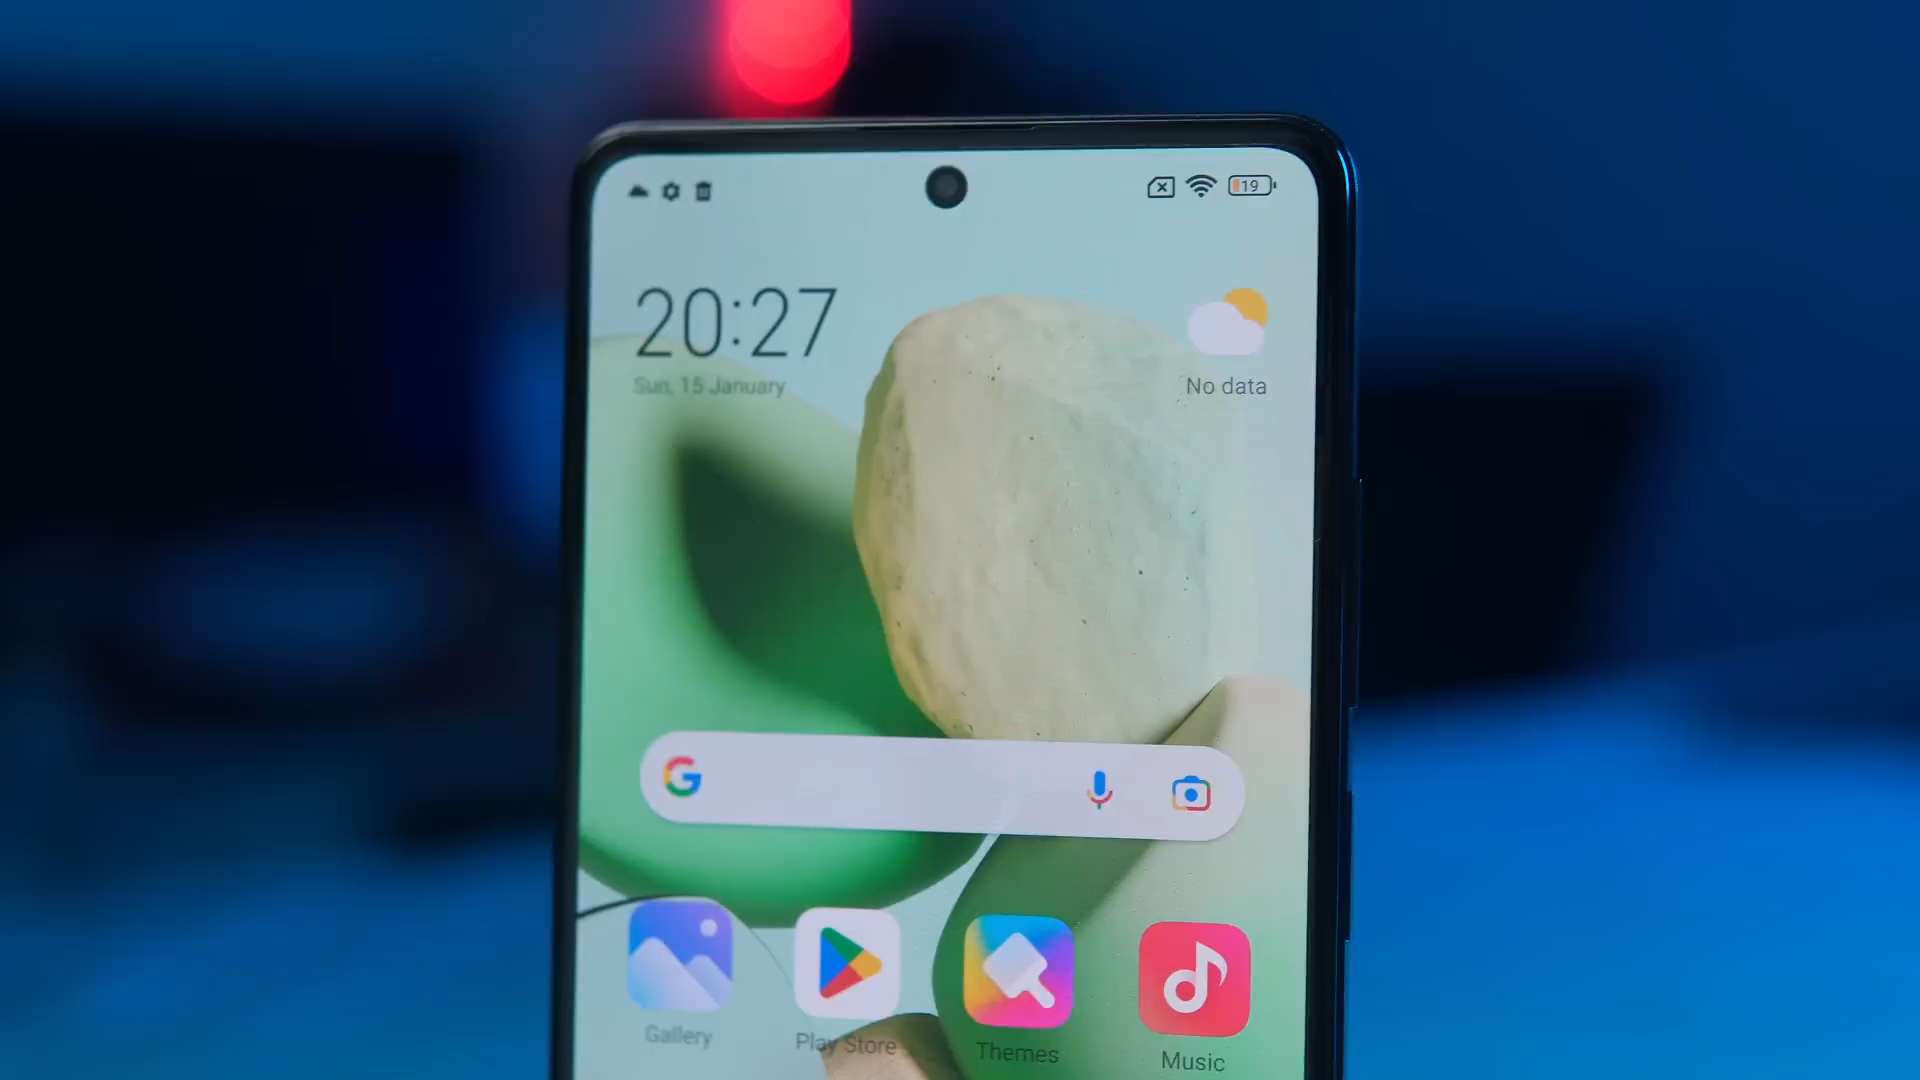 19
20:27
Sun, 15 January
No data
G
Gallery
Play Store
Themes
Music